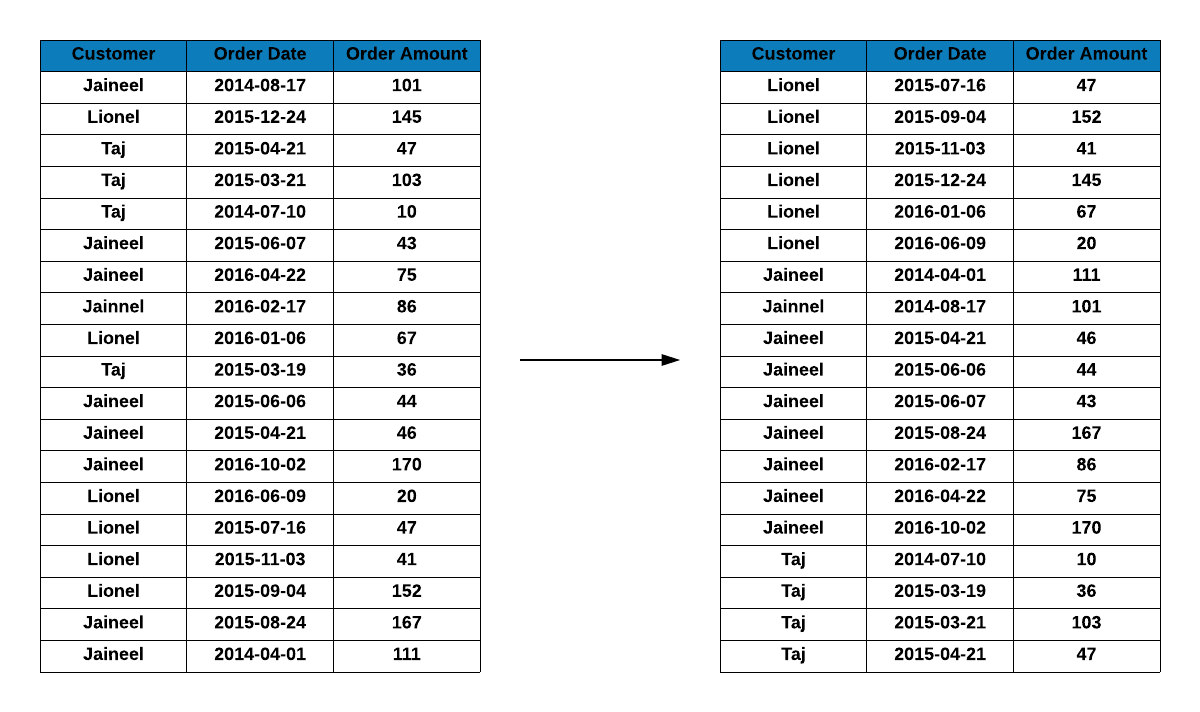 Customer Order Date Order Amount
Jaineel 2014-08-17 101
Lionel 2015-12-24 145
Taj 2015-04-21 47
Taj 2015-03-21 103
Taj 2014-07-10 10
Jaineel 2015-06-07 43
Jaineel 2016-04-22 75
Jainnel 2016-02-17 86
Lionel 2016-01-06 67
Taj 2015-03-19 36
Jaineel 2015-06-06 44
Jaineel 2015-04-21 46
Jaineel 2016-10-02 170
Lionel 2016-06-09 20
Lionel 2015-07-16 47
Lionel 2015-11-03 41
Lionel 2015-09-04 152
Jaineel 2015-08-24 167
Jaineel 2014-04-01 111
Customer Order Date Order Amount
Lionel 2015-07-16 47
Lionel 2015-09-04 152
Lionel 2015-11-03 41
Lionel 2015-12-24 145
Lionel 2016-01-06 67
Lionel 2016-06-09 20
Jaineel 2014-04-01 111
Jainnel 2014-08-17 101
Jaineel 2015-04-21 46
Jaineel 2015-06-06 44
Jaineel 2015-06-07 43
Jaineel 2015-08-24 167
Jaineel 2016-02-17 86
Jaineel 2016-04-22 75
Jaineel 2016-10-02 170
Taj 2014-07-10 10
Taj 2015-03-19 36
Taj 2015-03-21 103
Taj 2015-04-21 47